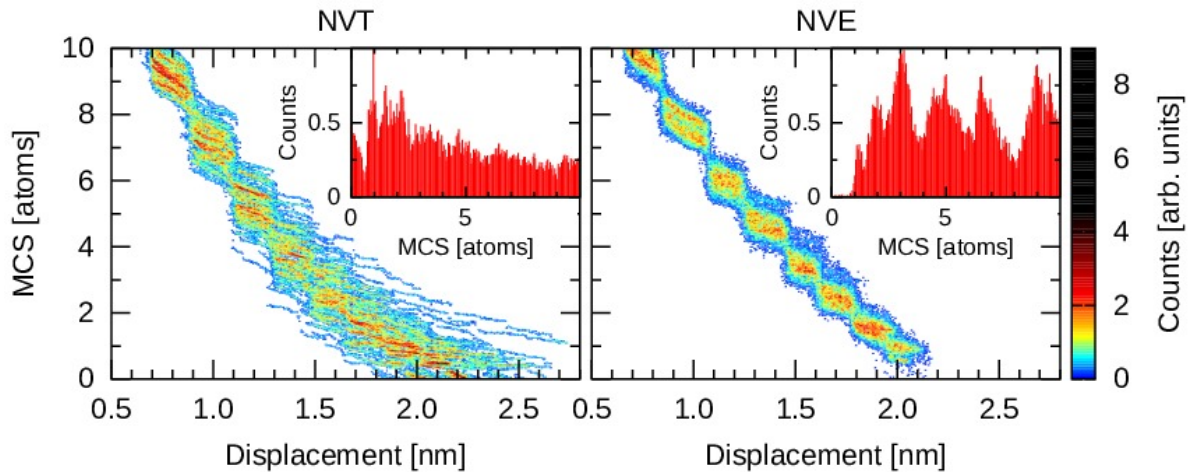 NVT
NVE
MCS [atoms]
10
8
6
4
2
0
0.5 1.0 1.5 2.0 2.5
Displacement [nm]
Counts
0.5
0
0 5
MCS [atoms]
0.5 1.0 1.5 2.0 2.5
Displacement [nm]
Counts
0.5
0
0 5
MCS [atoms]
8
6
4
2
0
Counts [arb. units]